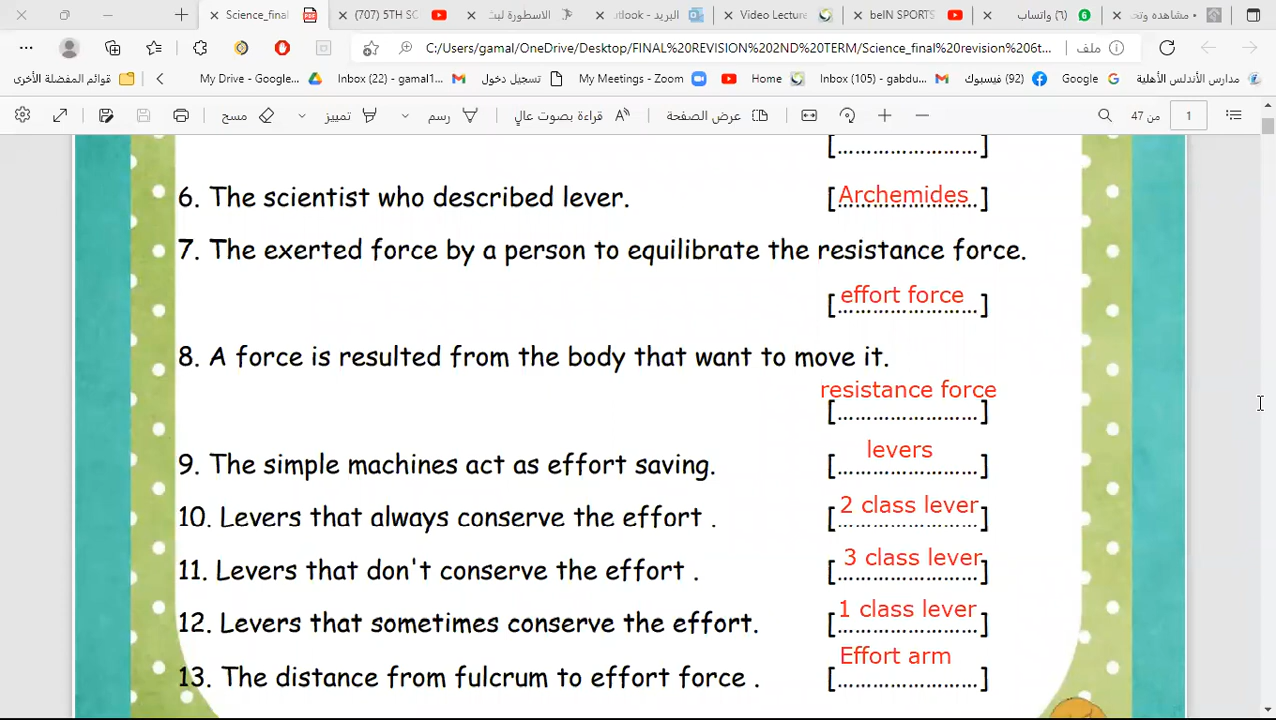 Science_final
(707) 5TH SC
الاسطورة لبث
البريد - utlook.
Video Lecture
beIN SPORTS
(٦) واتساب
مشاهده وتح
C:/Users/gamal/OneDrive/Desktop/FINAL%20REVISION%202ND%20TERM/Science_final%20revision%206t...
ملف
قوائم المفضلة الأخرى
My Drive - Google...
Inbox (22) - gamal1...
تسجيل دخول
My Meetings - Zoom
Home
Inbox (105) - gabdu...
(92) فيسبوك
Google
مدارس الأندلس الأهلية
مسح
تمييز
رسم
قراءة بصوت عالٍ
عرض الصفحة
من 47
1
[........................]
6. The scientist who described lever. [Archemides]
7. The exerted force by a person to equilibrate the resistance force.
[effort force]
8. A force is resulted from the body that want to move it.
resistance force
[........................]
9. The simple machines act as effort saving. [levers]
10. Levers that always conserve the effort . [2 class lever]
11. Levers that don't conserve the effort . [3 class lever]
12. Levers that sometimes conserve the effort. [1 class lever]
13. The distance from fulcrum to effort force . [Effort arm]